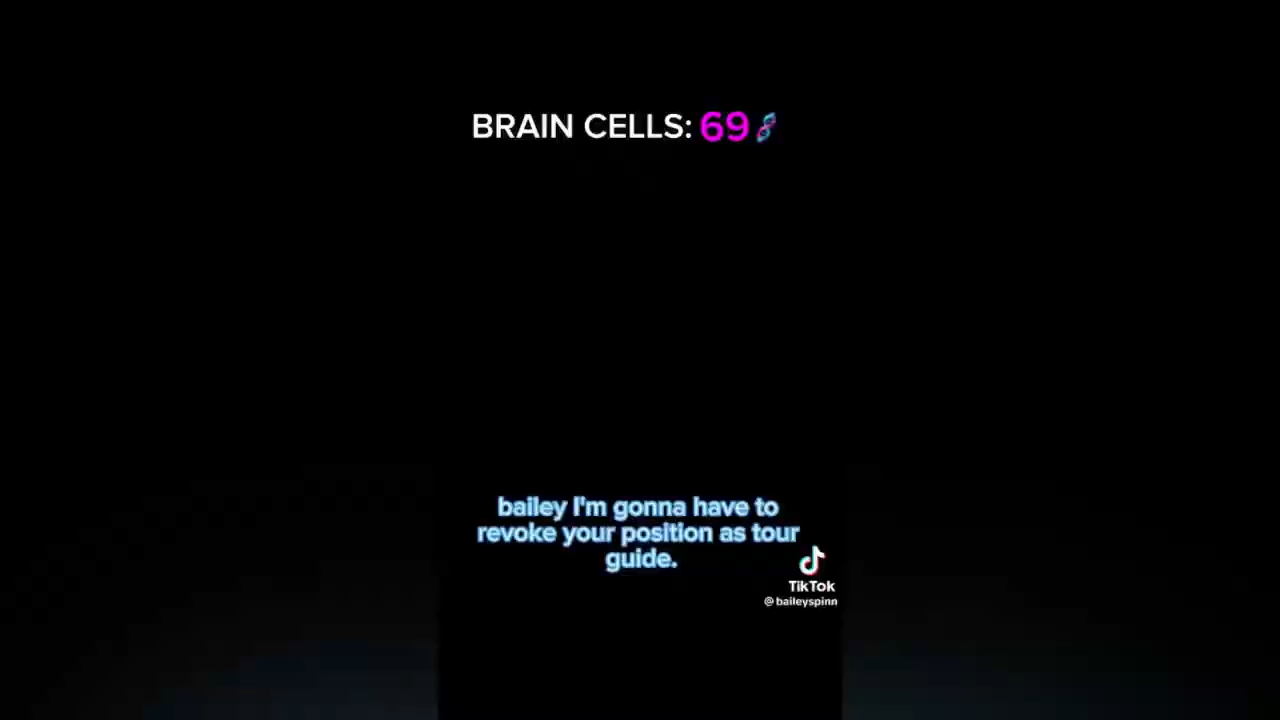 BRAIN CELLS: 69🧬
bailey I'm gonna have to
revoke your position as tour
guide.
TikTok
@baileyspinn